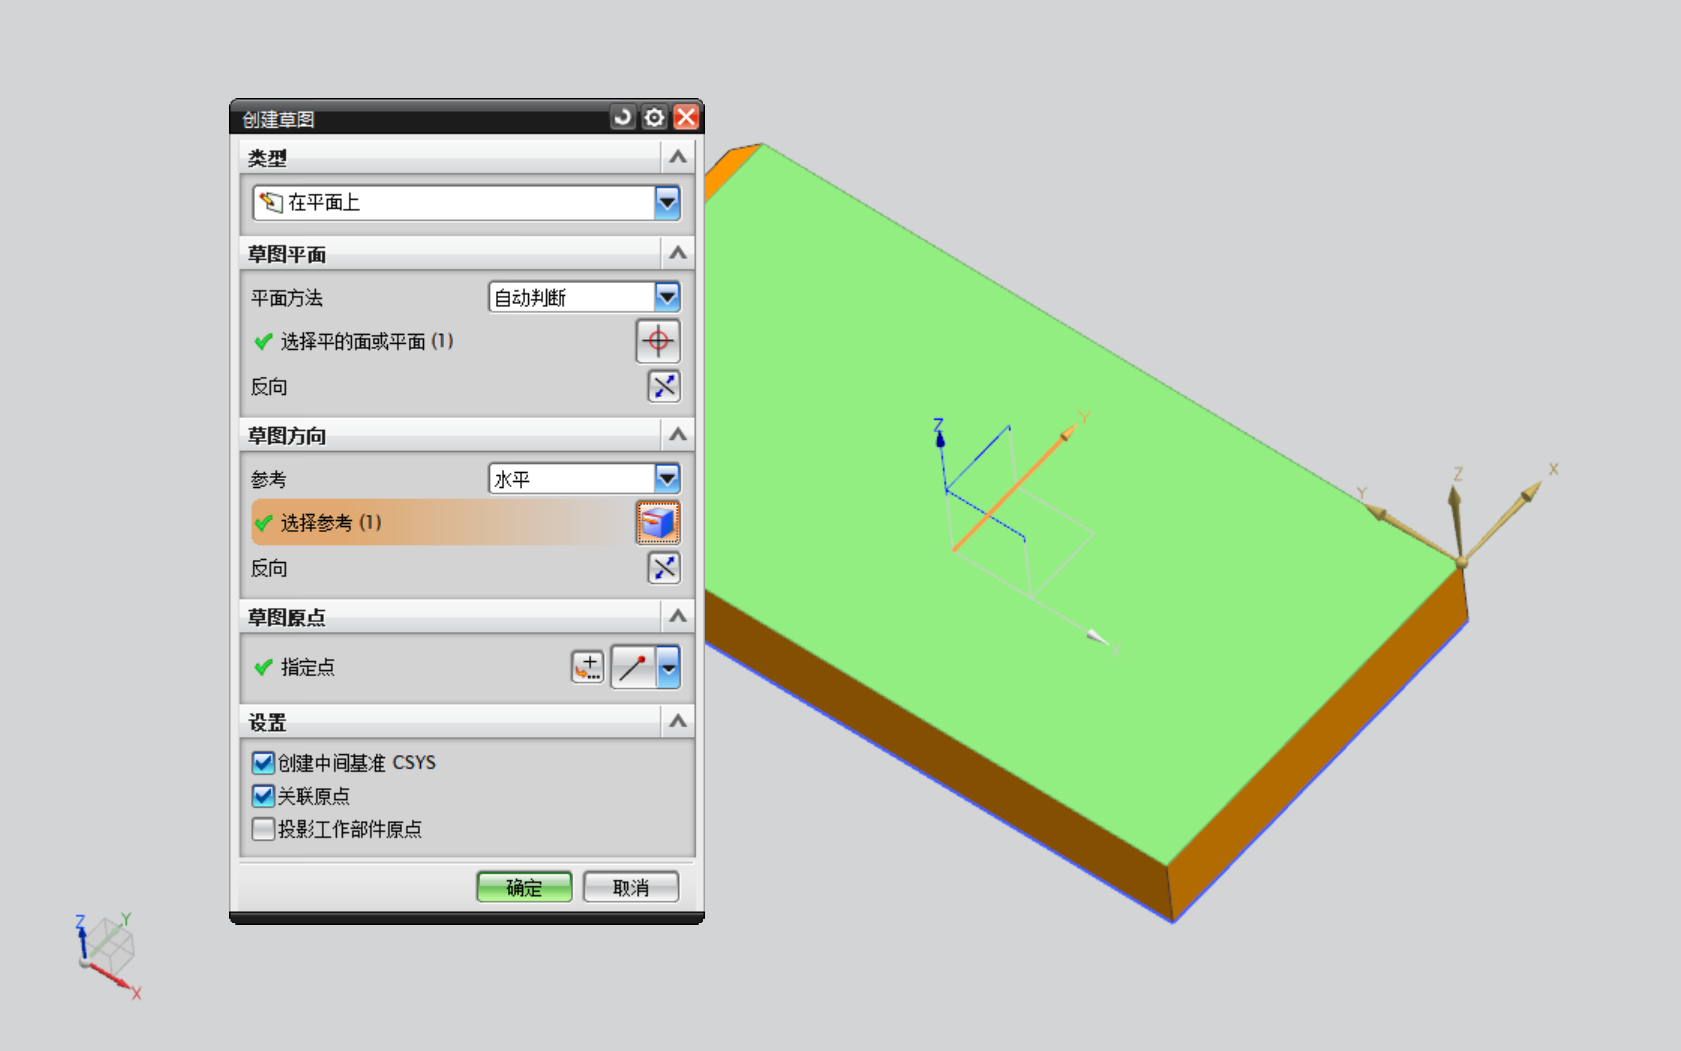 创建草图
类型
在平面上
草图平面
平面方法 自动判断
选择平的面或平面 (1)
反向
草图方向
参考 水平
选择参考 (1)
反向
草图原点
指定点
设置
创建中间基准 CSYS
关联原点
投影工作部件原点
确定 取消
Z
Y
X
Y
Z
X
Z
Y
X